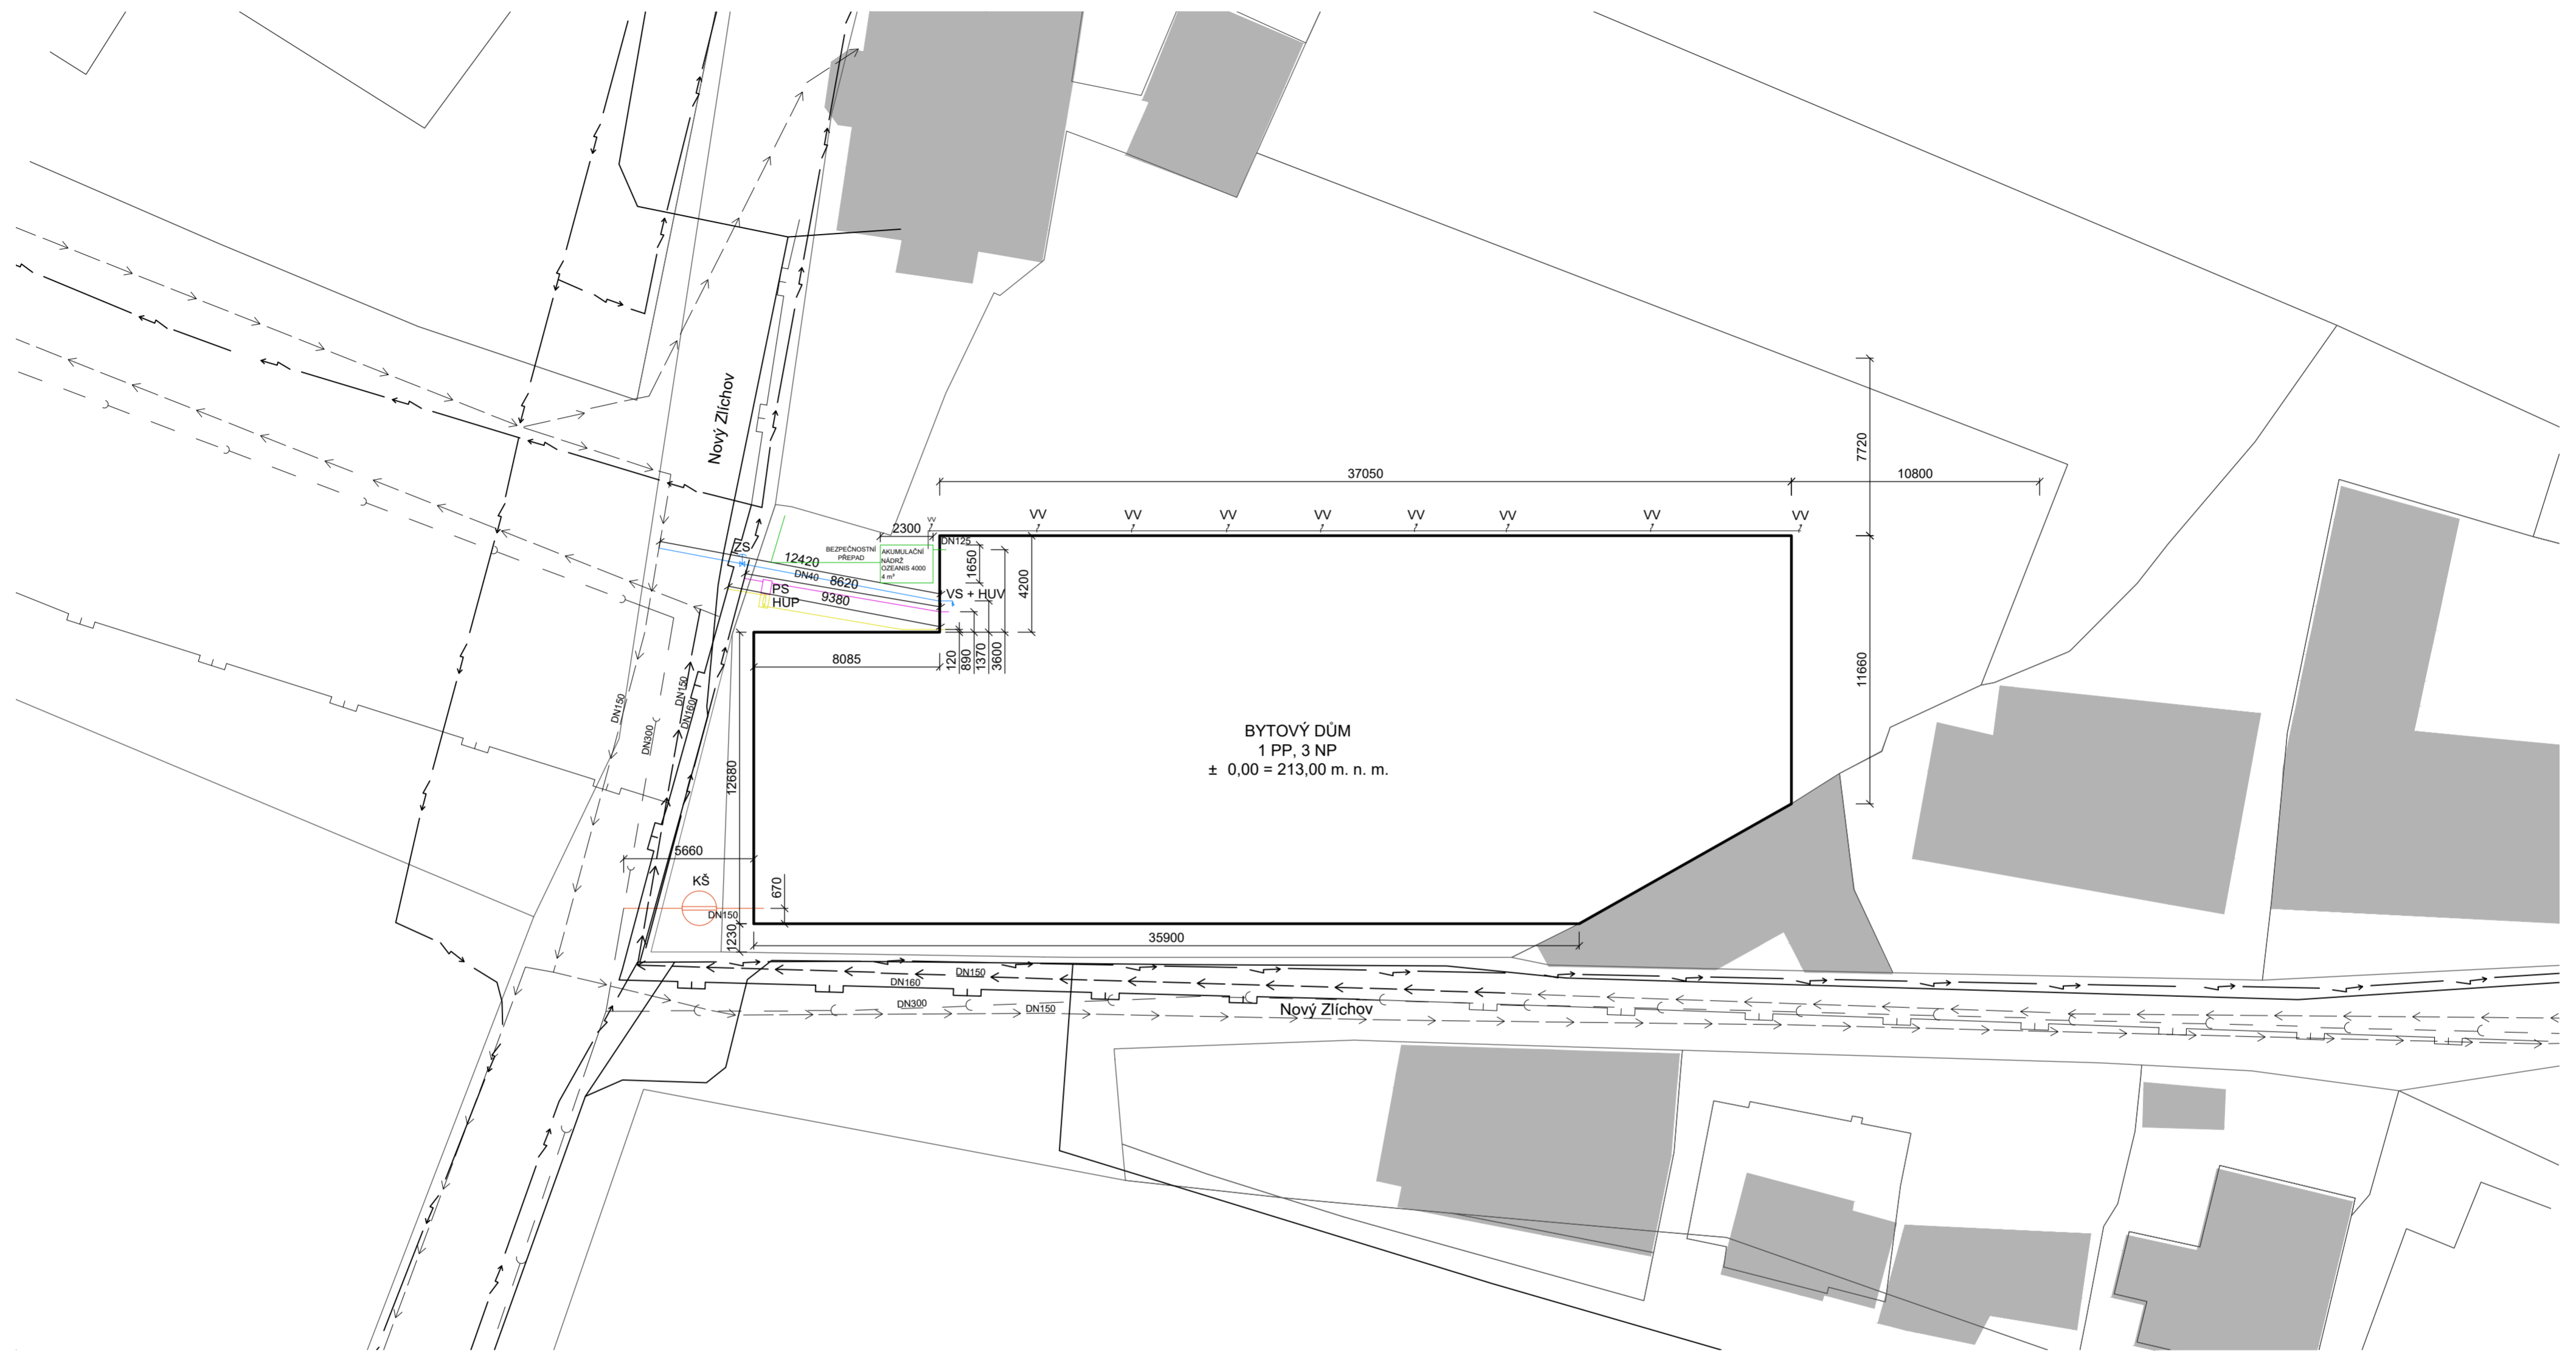 Nový Zlíchov
7720
37050
10800
VV
VV
VV
VV
VV
VV
VV
VV
VV
2300
DN125
BEZPEČNOSTNÍ
PŘEPAD
AKUMULAČNÍ
NÁDRŽ
OZEANIS 4000
4 m³
ZS
12420
DN40
8620
9380
PS
HUP
VS + HUV
1650
4200
120
890
1370
3600
8085
11660
DN150
DN300
DN150
DN160
12680
BYTOVÝ DŮM
1 PP, 3 NP
± 0,00 = 213,00 m. n. m.
5660
KŠ
670
DN150
1230
35900
DN150
DN160
DN300
DN150
Nový Zlíchov